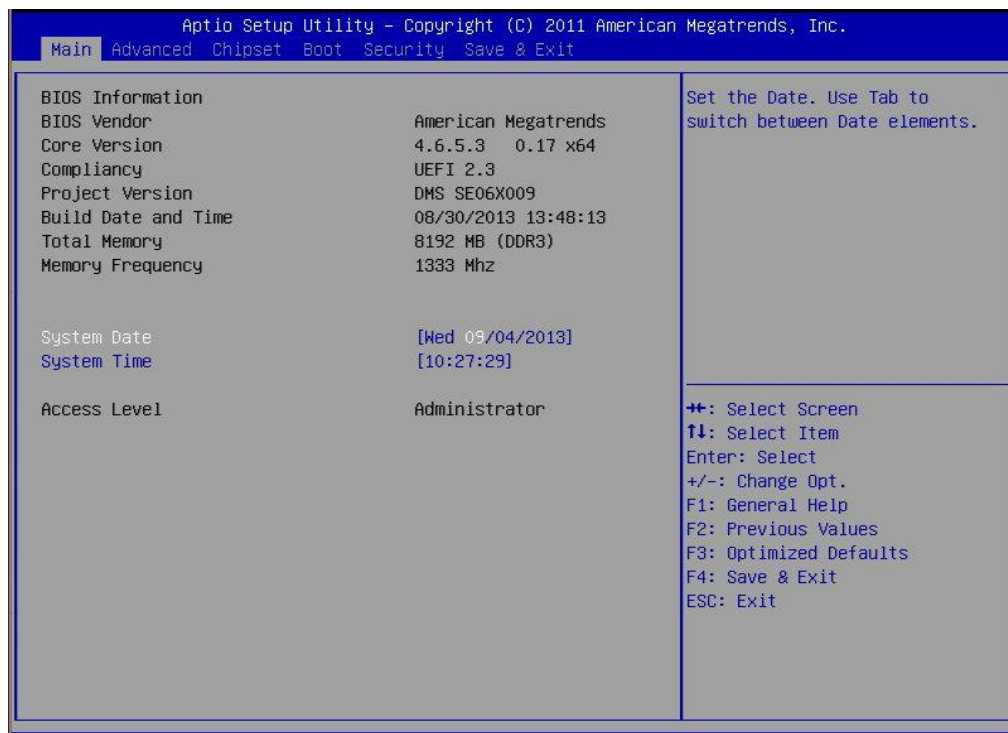 Aptio Setup Utility – Copyright (C) 2011 American Megatrends, Inc.
Main Advanced Chipset Boot Security Save & Exit
BIOS Information
BIOS Vendor American Megatrends
Core Version 4.6.5.3 0.17 x64
Compliancy UEFI 2.3
Project Version DMS SE06X009
Build Date and Time 08/30/2013 13:48:13
Total Memory 8192 MB (DDR3)
Memory Frequency 1333 Mhz
System Date [Wed 09/04/2013]
System Time [10:27:29]
Access Level Administrator
Set the Date. Use Tab to
switch between Date elements.
→←: Select Screen
↑↓: Select Item
Enter: Select
+/-: Change Opt.
F1: General Help
F2: Previous Values
F3: Optimized Defaults
F4: Save & Exit
ESC: Exit